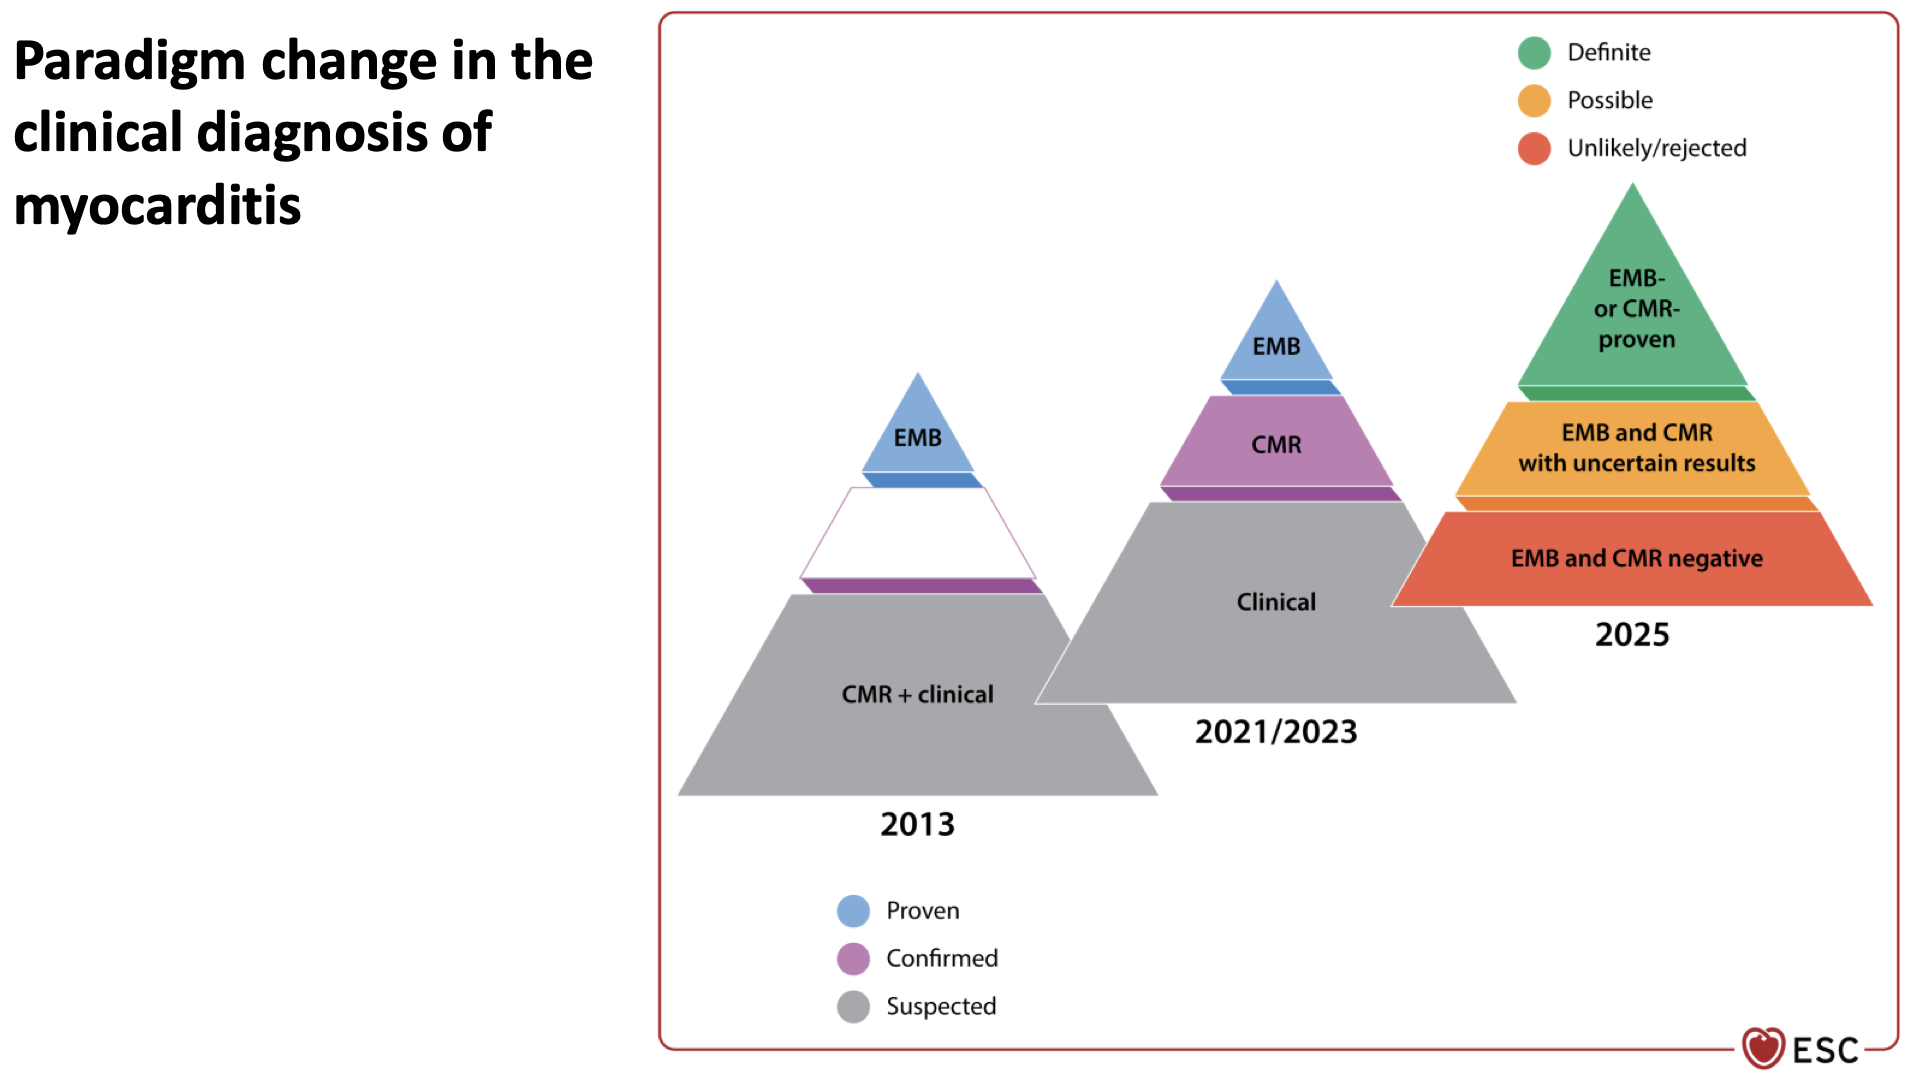 Paradigm change in the
clinical diagnosis of
myocarditis
Definite
Possible
Unlikely/rejected
EMB-
or CMR-
proven
EMB and CMR
with uncertain results
EMB and CMR negative
2025
EMB
CMR
Clinical
2021/2023
EMB
CMR + clinical
2013
Proven
Confirmed
Suspected
ESC